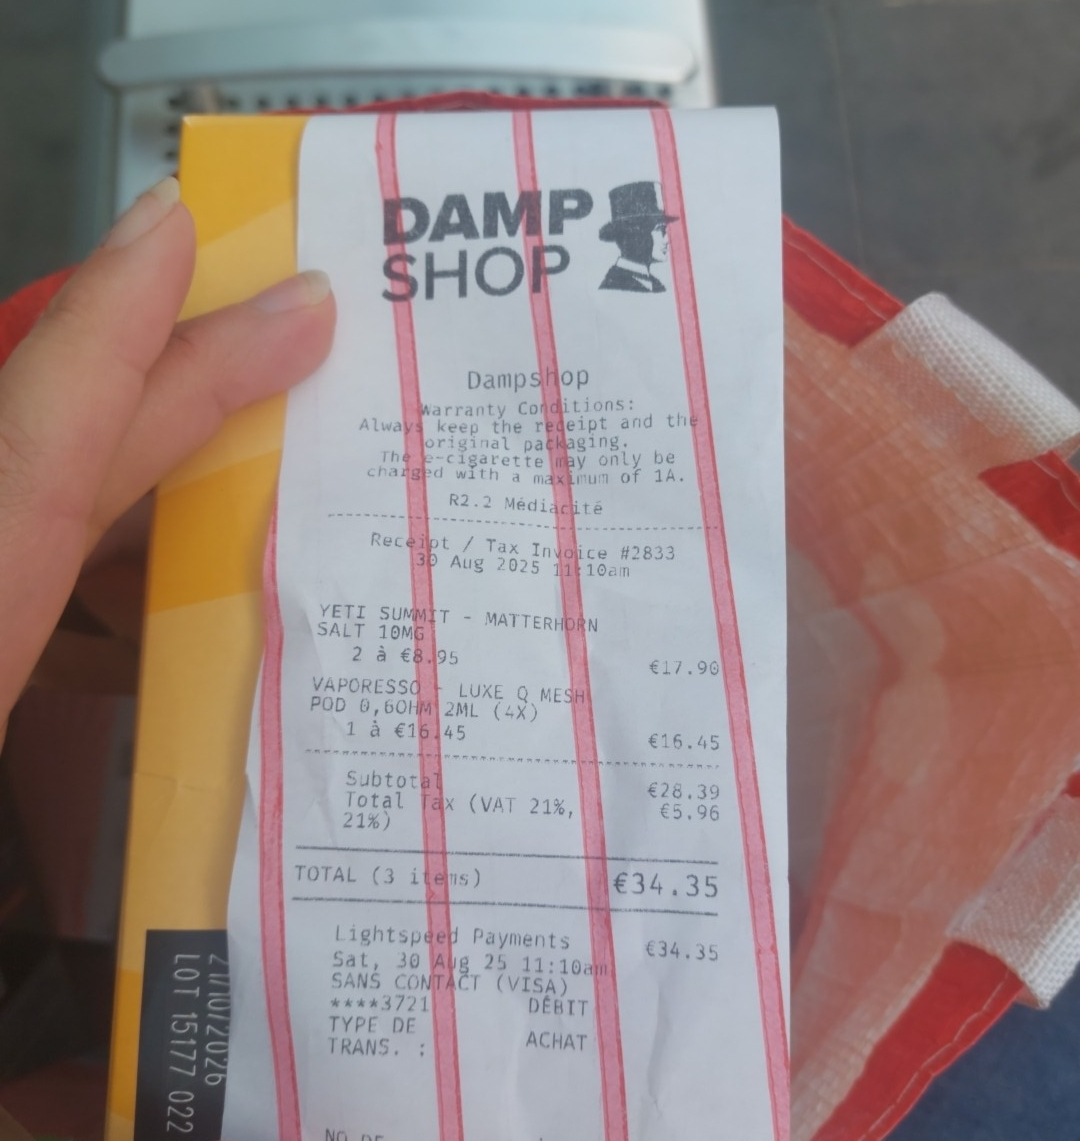 DAMP
SHOP
Dampshop
Warranty Conditions:
Always keep the receipt and the
original packaging.
The e-cigarette may only be
charged with a maximum of 1A.
R2.2 Médiacité
Receipt / Tax Invoice #2833
30 Aug 2025 11:10am
YETI SUMMIT - MATTERHORN
SALT 10MG
2 à €8.95 €17.90
VAPORESSO - LUXE Q MESH
POD 0,6OHM 2ML (4X)
1 à €16.45 €16.45
Subtotal €28.39
Total Tax (VAT 21%, €5.96
21%)
TOTAL (3 items) €34.35
Lightspeed Payments €34.35
Sat, 30 Aug 25 11:10am
SANS CONTACT (VISA)
****3721 DÉBIT
TYPE DE
TRANS. : ACHAT
21/10/2026
LOT 15177 022